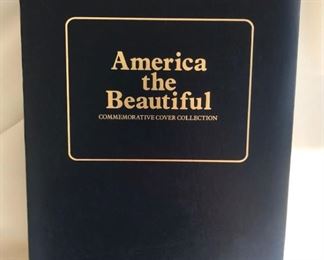 America
the
Beautiful
COMMEMORATIVE COVER COLLECTION